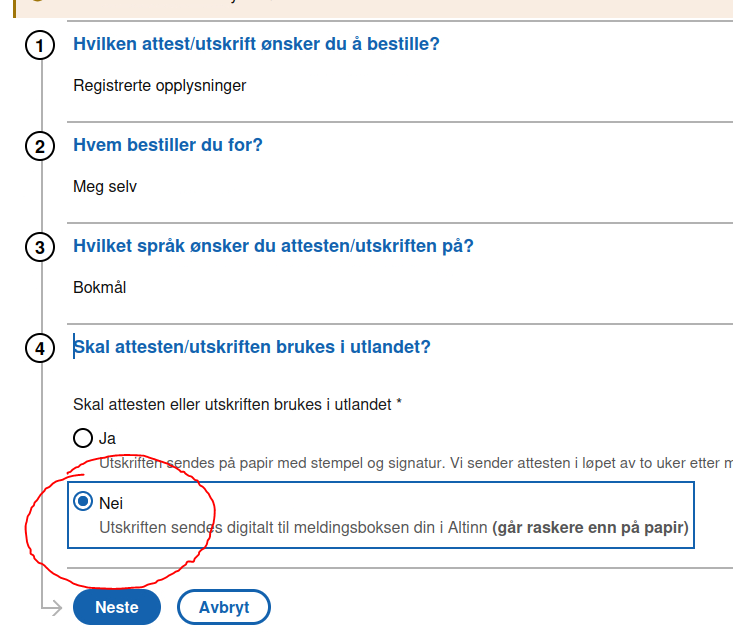 1 Hvilken attest/utskrift ønsker du å bestille?
Registrerte opplysninger
2 Hvem bestiller du for?
Meg selv
3 Hvilket språk ønsker du attesten/utskriften på?
Bokmål
4 Skal attesten/utskriften brukes i utlandet?
Skal attesten eller utskriften brukes i utlandet *
Ja
Utskriften sendes på papir med stempel og signatur. Vi sender attesten i løpet av to uker etter
Nei
Utskriften sendes digitalt til meldingsboksen din i Altinn (går raskere enn på papir)
Neste Avbryt